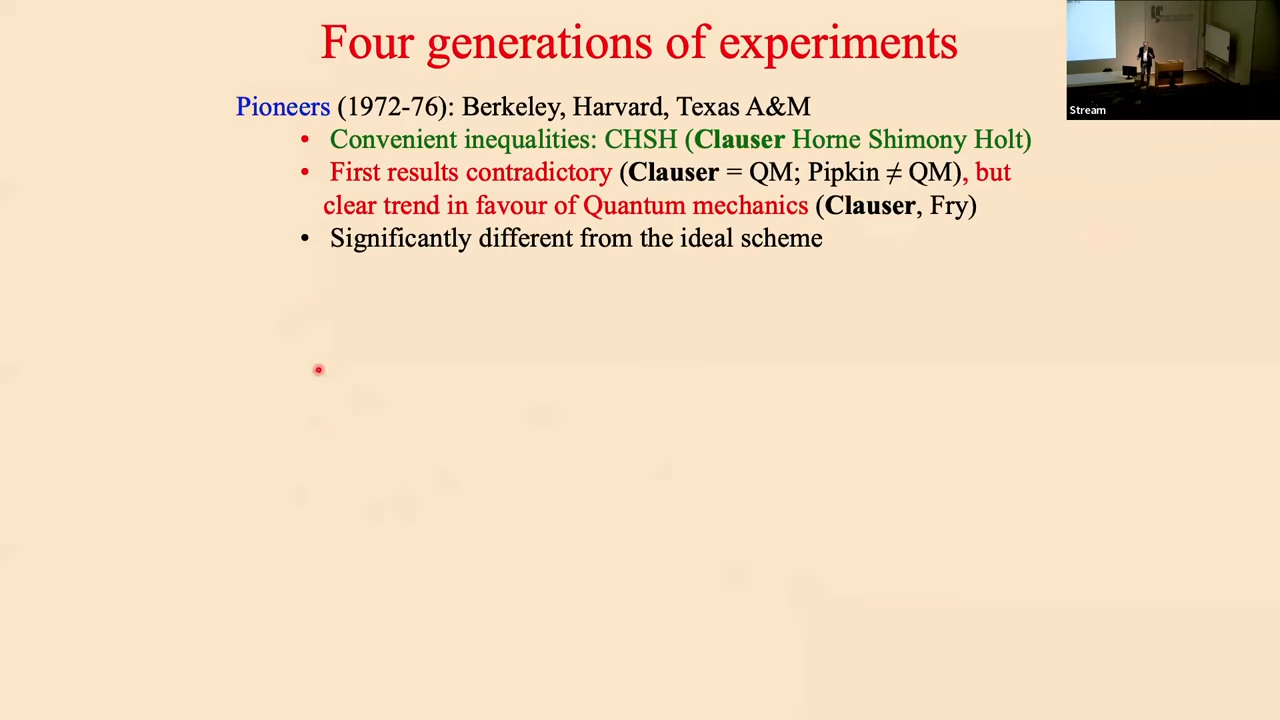 Four generations of experiments
Stream
Pioneers (1972-76): Berkeley, Harvard, Texas A&M
• Convenient inequalities: CHSH (Clauser Horne Shimony Holt)
• First results contradictory (Clauser = QM; Pipkin ≠ QM), but
clear trend in favour of Quantum mechanics (Clauser, Fry)
• Significantly different from the ideal scheme